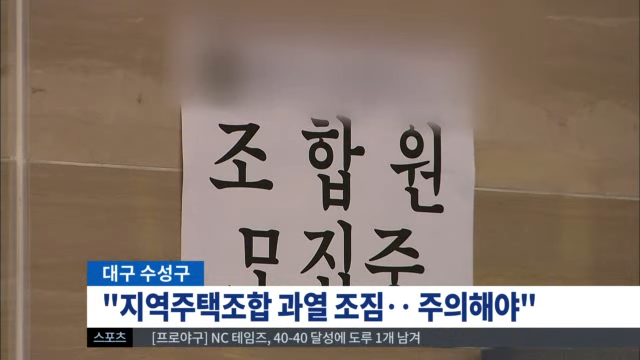 조합원
모집중
대구 수성구
"지역주택조합 과열 조짐‥ 주의해야"
스포츠 [프로야구] NC 테임즈, 40-40 달성에 도루 1개 남겨